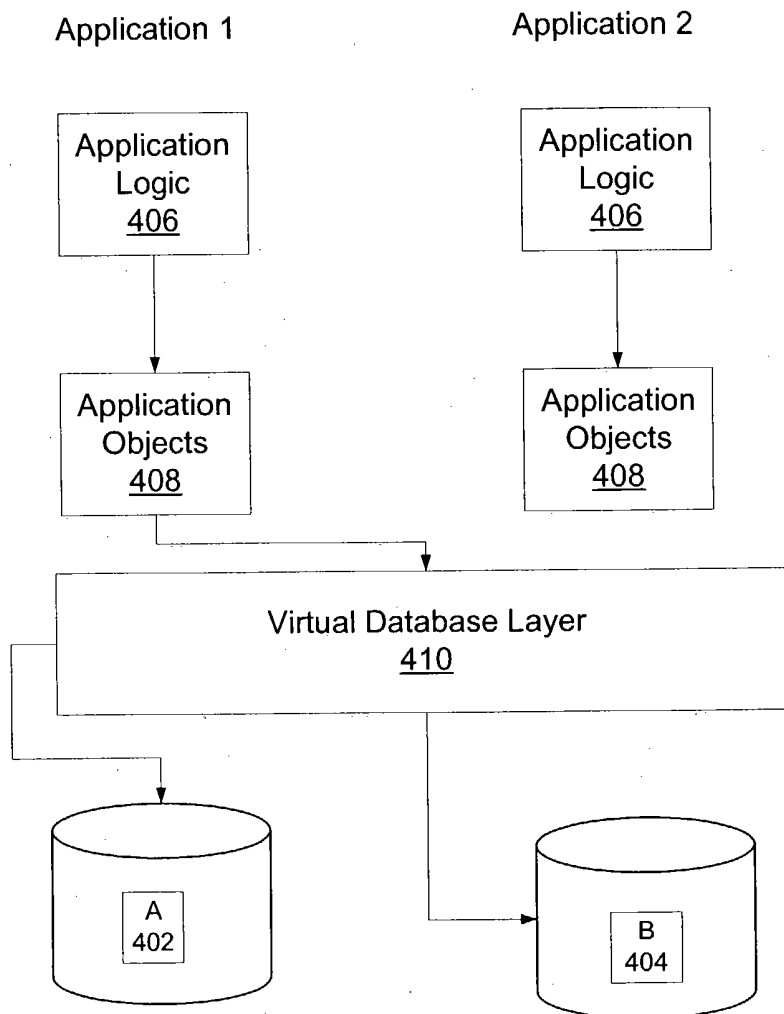 Application 1
Application 2
Application
Logic
406
Application
Logic
406
Application
Objects
408
Application
Objects
408
Virtual Database Layer
410
A
402
B
404